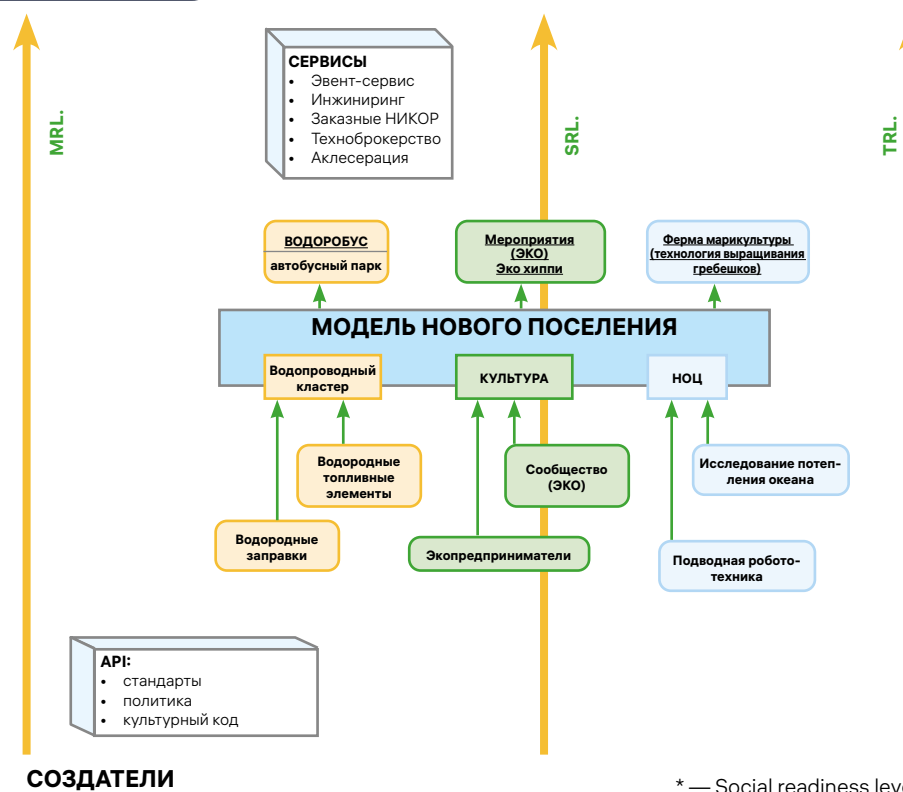 MRL.
СЕРВИСЫ
• Эвент-сервис
• Инжиниринг
• Заказные НИКОР
• Техноброкерство
• Аклесерация
SRL.
TRL.
ВОДОРОБУС
автобусный парк
Мероприятия
(ЭКО)
Эко хиппи
Ферма марикультуры
(технология выращивания
гребешков)
МОДЕЛЬ НОВОГО ПОСЕЛЕНИЯ
Водопроводный
кластер
КУЛЬТУРА
НОЦ
Водородные
топливные
элементы
Сообщество
(ЭКО)
Исследование потеп-
ления океана
Водородные
заправки
Экопредприниматели
Подводная робото-
техника
API:
• стандарты
• политика
• культурный код
СОЗДАТЕЛИ
* — Social readiness leve